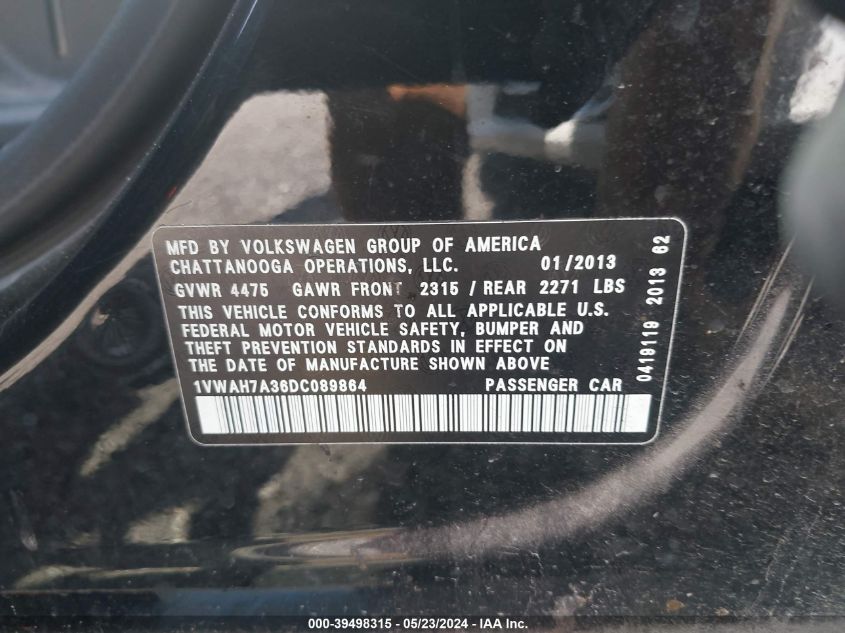 MFD BY VOLKSWAGEN GROUP OF AMERICA
CHATTANOOGA OPERATIONS, LLC. 01/2013
GVWR 4475 GAWR FRONT 2315 / REAR 2271 LBS
THIS VEHICLE CONFORMS TO ALL APPLICABLE U.S.
FEDERAL MOTOR VEHICLE SAFETY, BUMPER AND
THEFT PREVENTION STANDARDS IN EFFECT ON
THE DATE OF MANUFACTURE SHOWN ABOVE
1VWAH7A36DC089864 PASSENGER CAR
0419119 2013 62
000-39498315 - 05/23/2024 - IAAI, Inc.